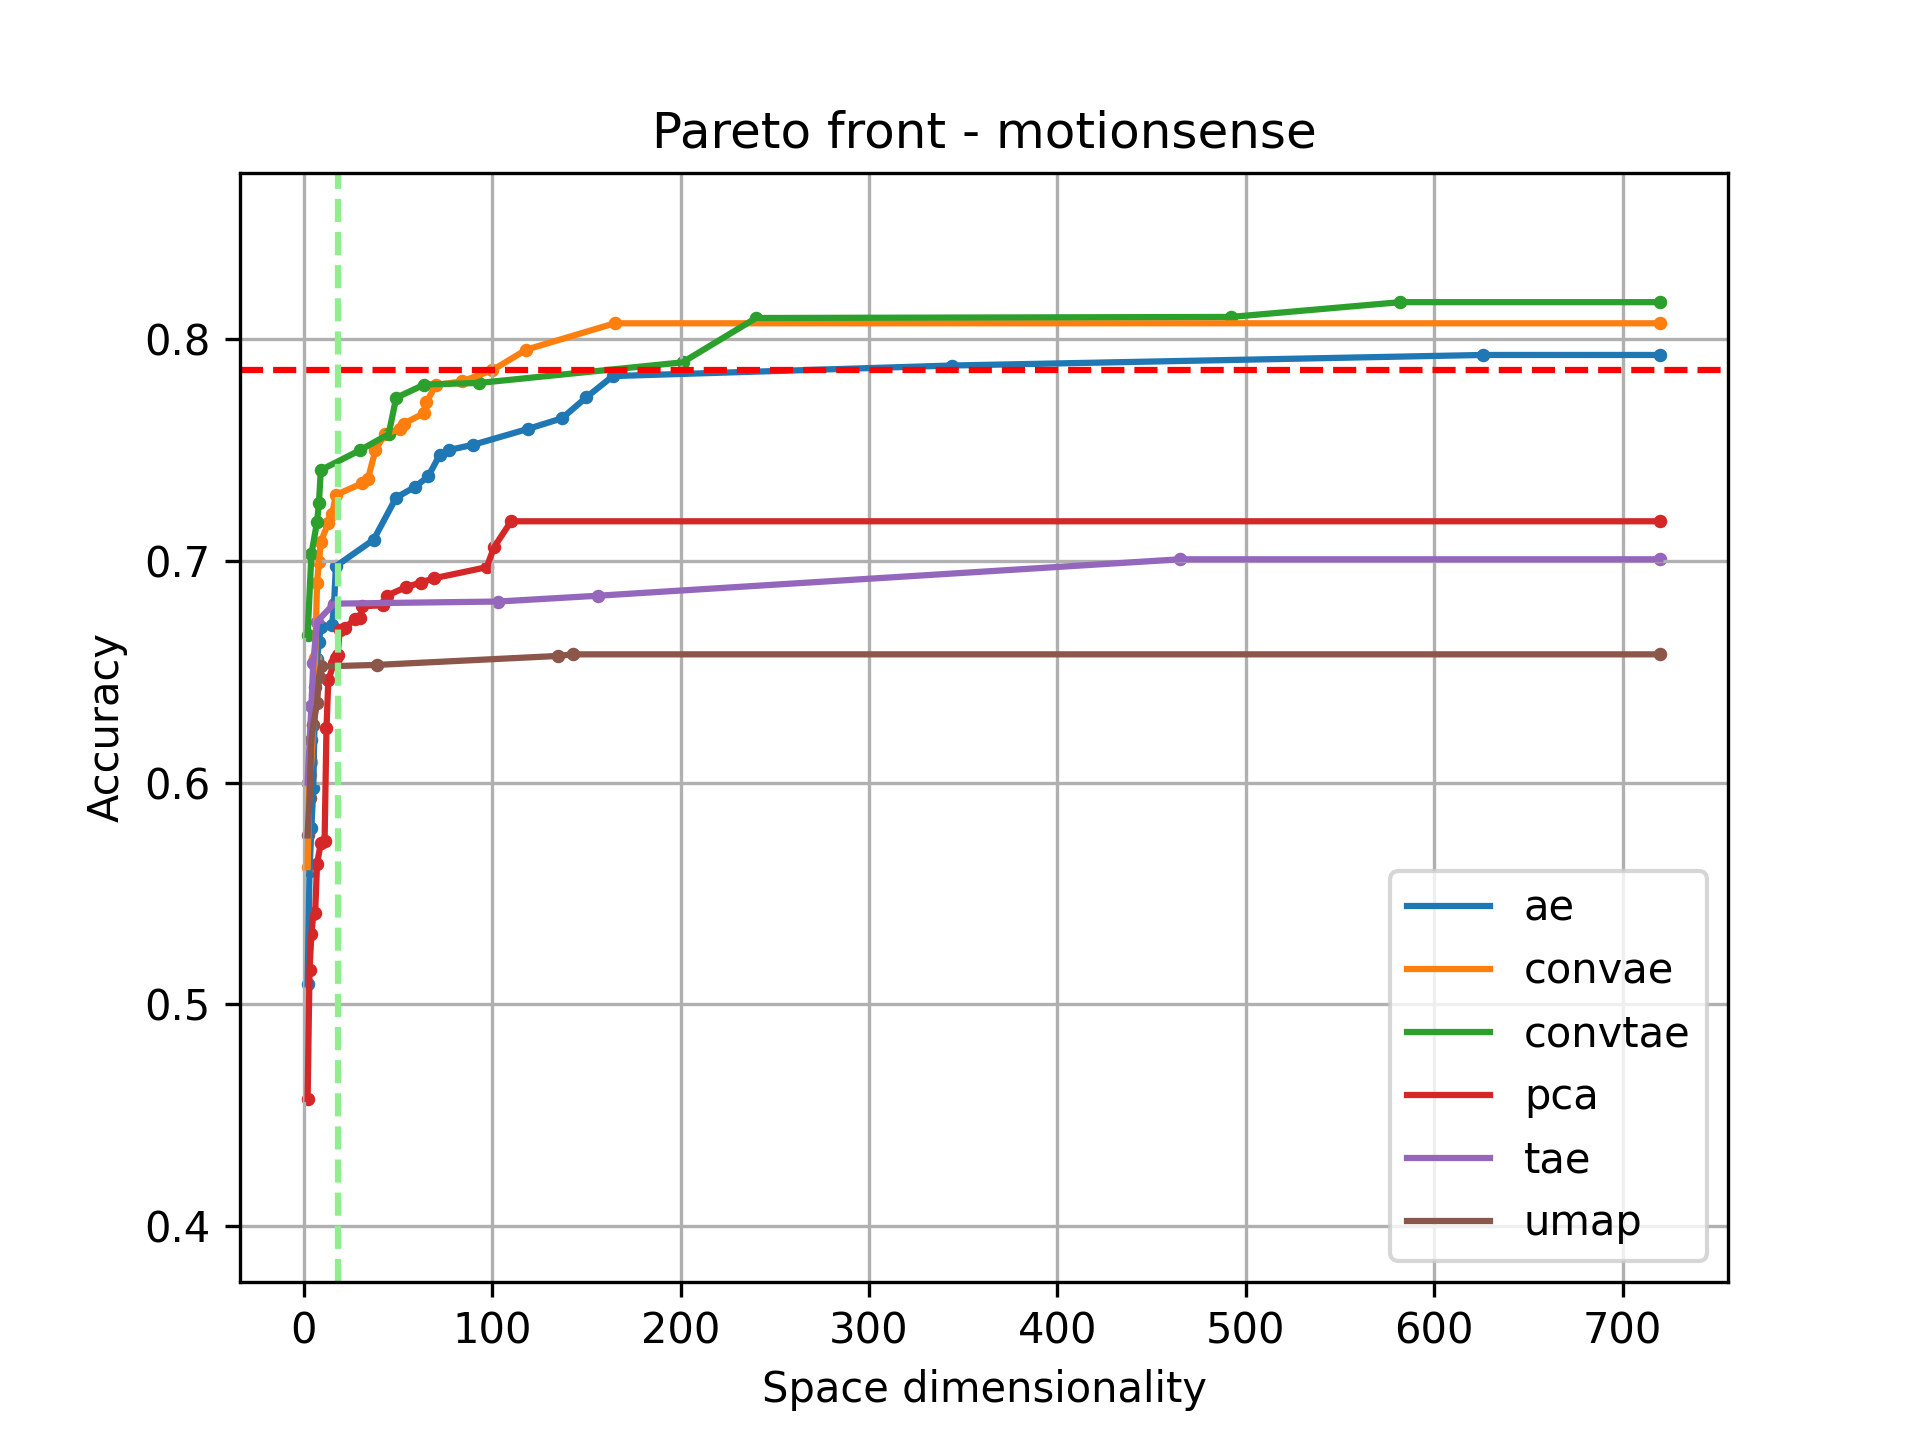 Pareto front - motionsense
Accuracy
0.8
0.7
0.6
0.5
0.4
0 100 200 300 400 500 600 700
Space dimensionality
ae
convae
convtae
pca
tae
umap